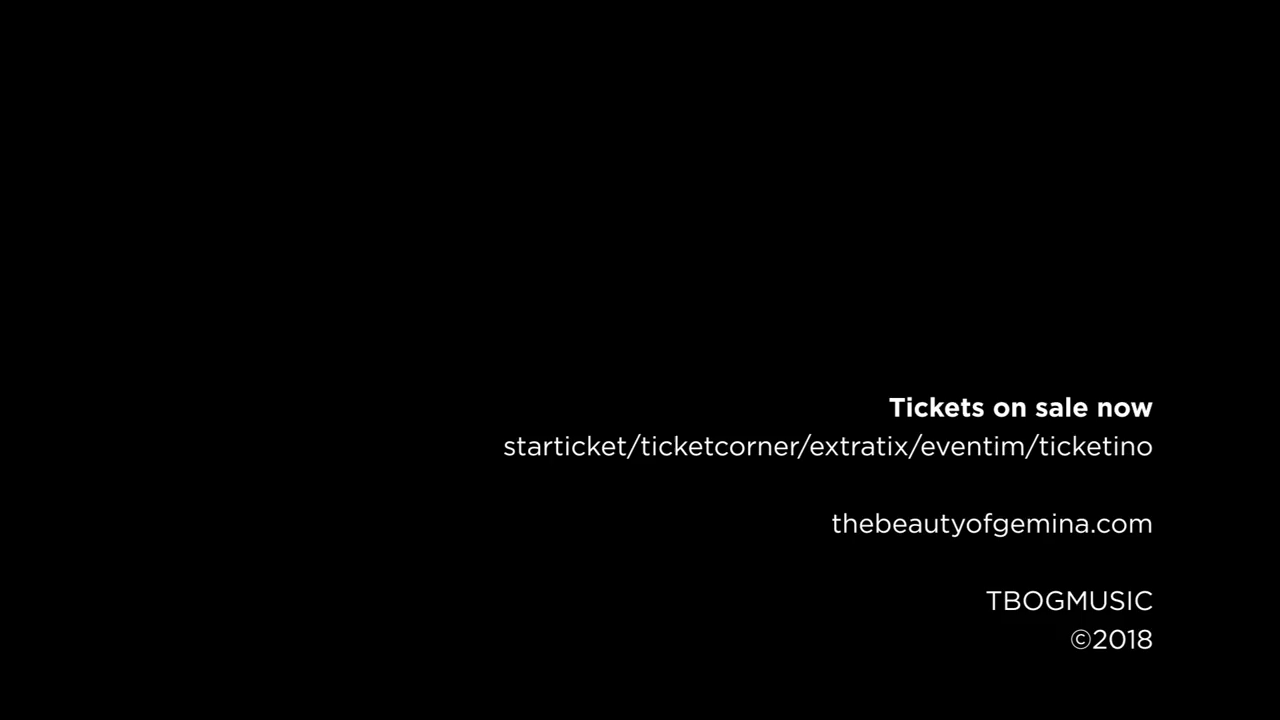 Tickets on sale now
starticket/ticketcorner/extratix/eventim/ticketino
thebeautyofgemina.com
TBOGMUSIC
©2018